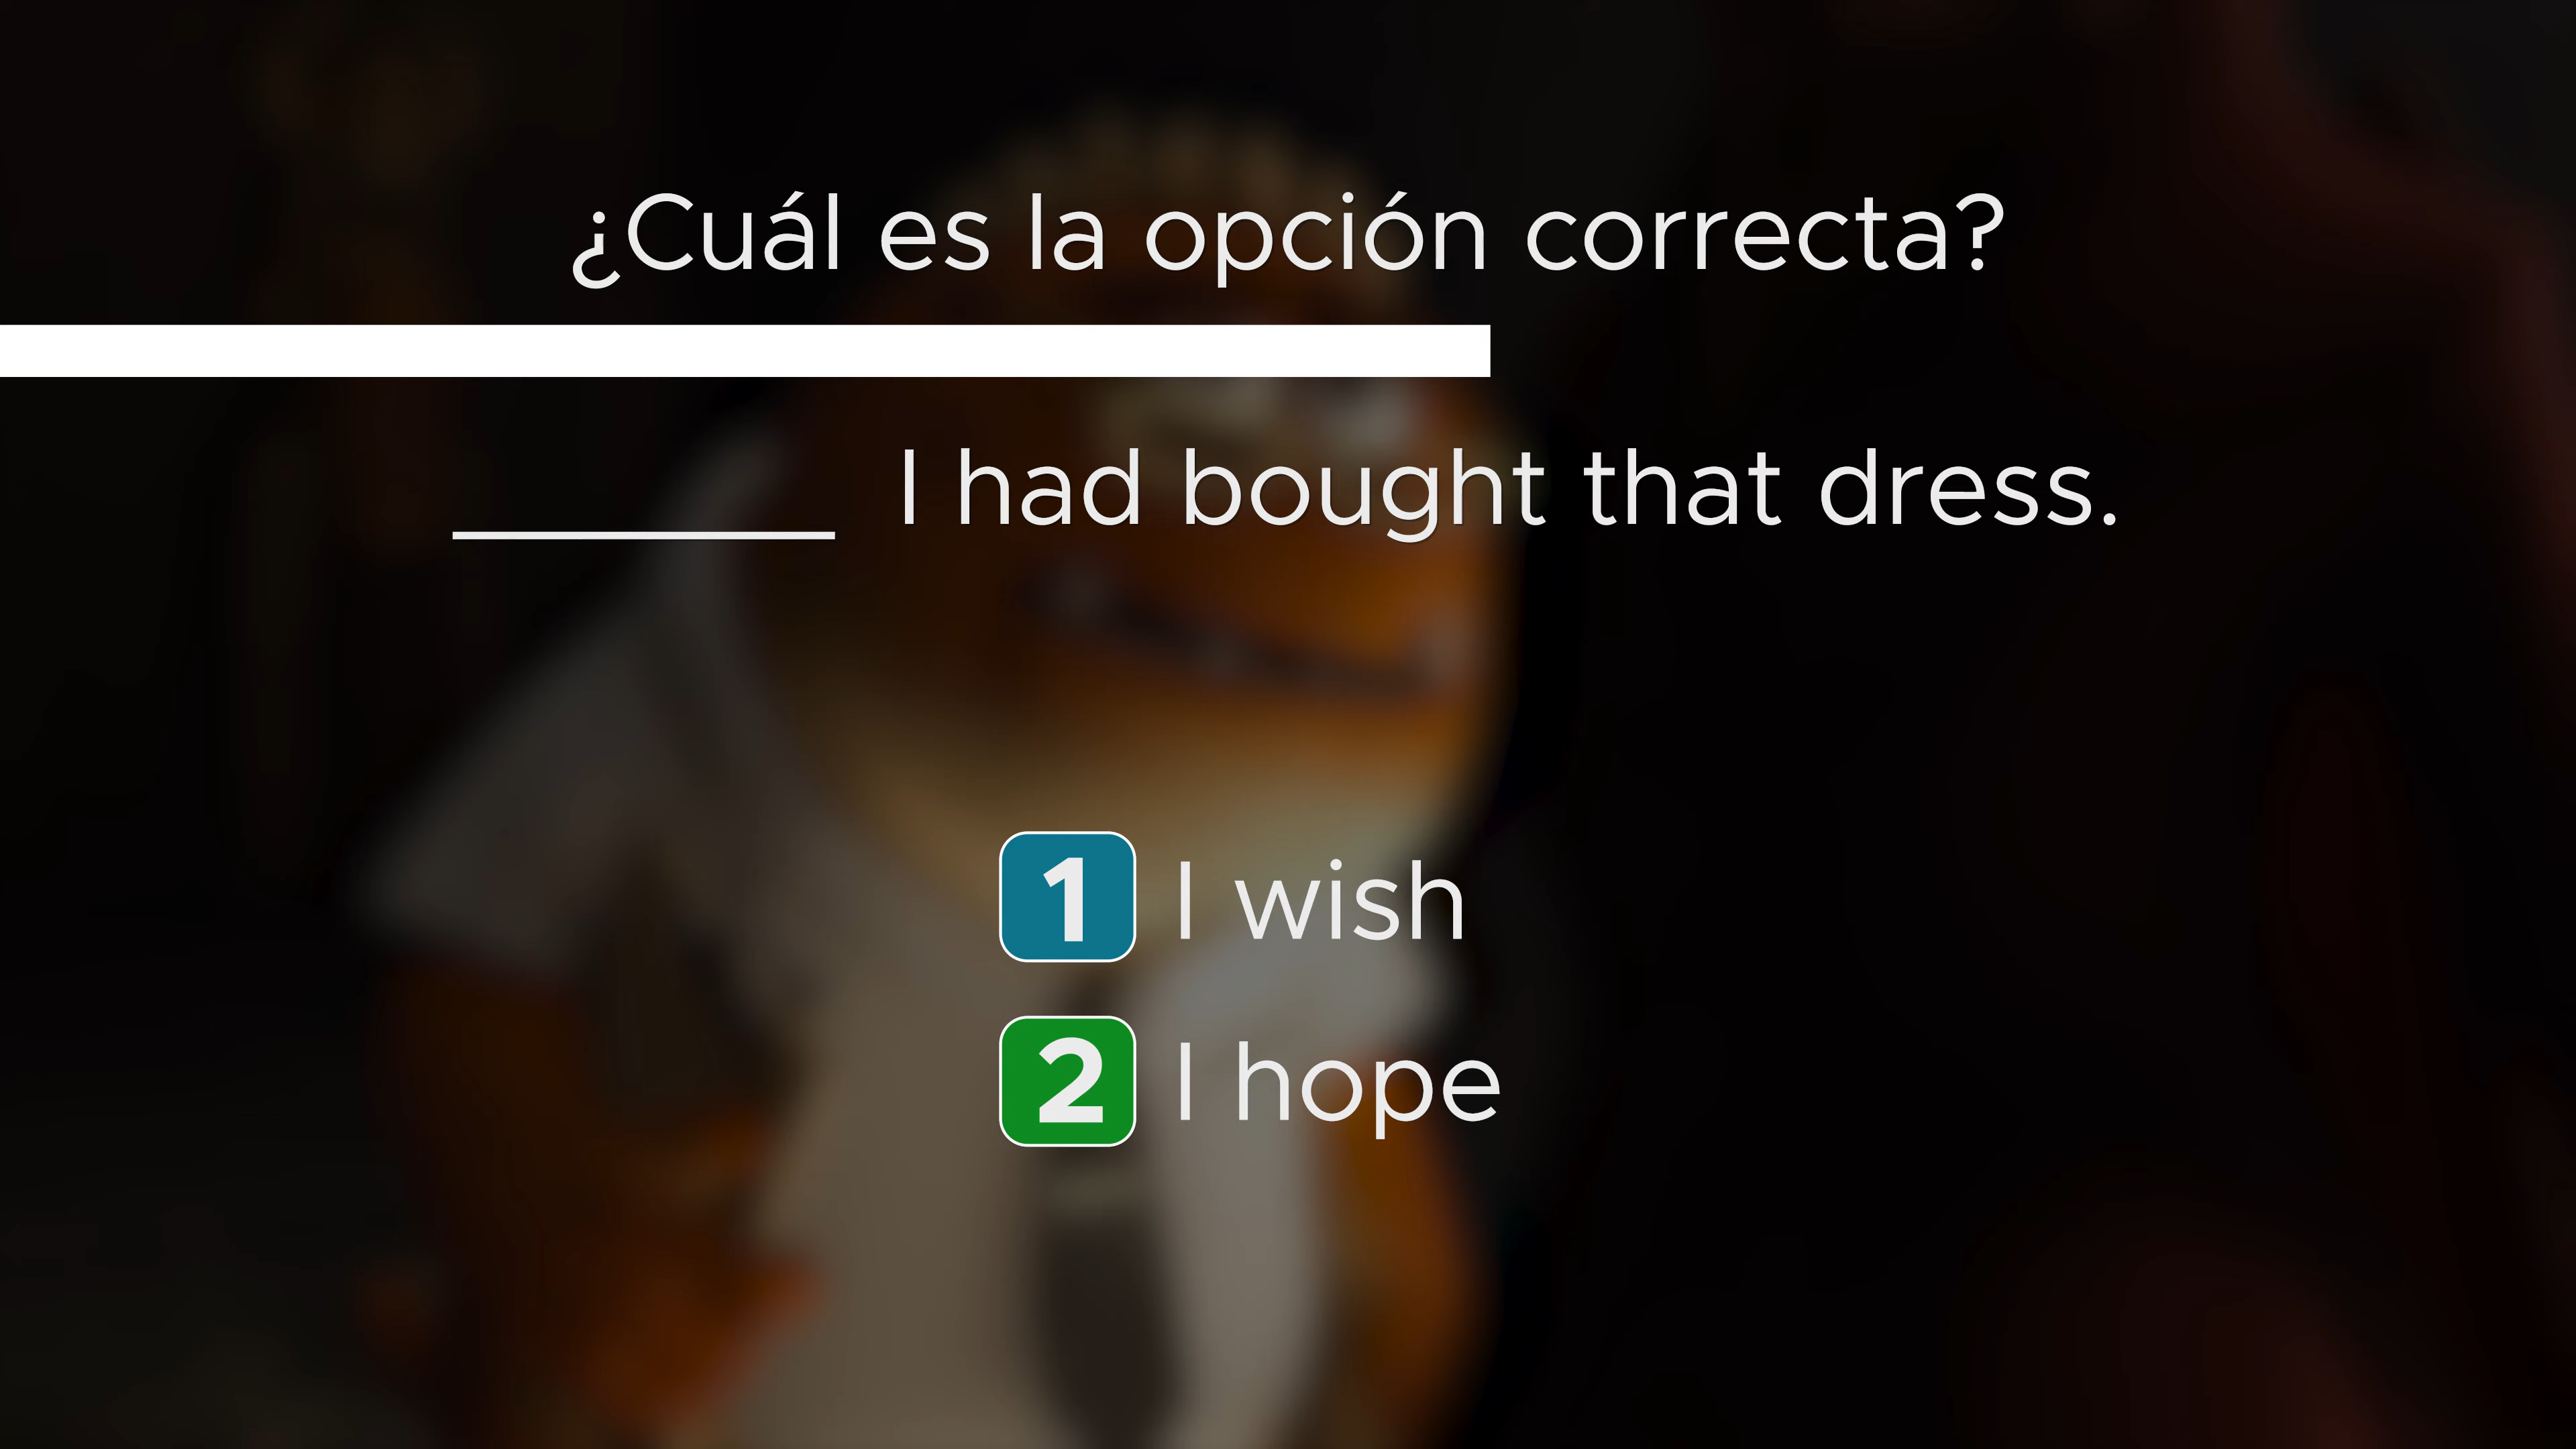 ¿Cuál es la opción correcta?
________ I had bought that dress.
1 I wish
2 I hope